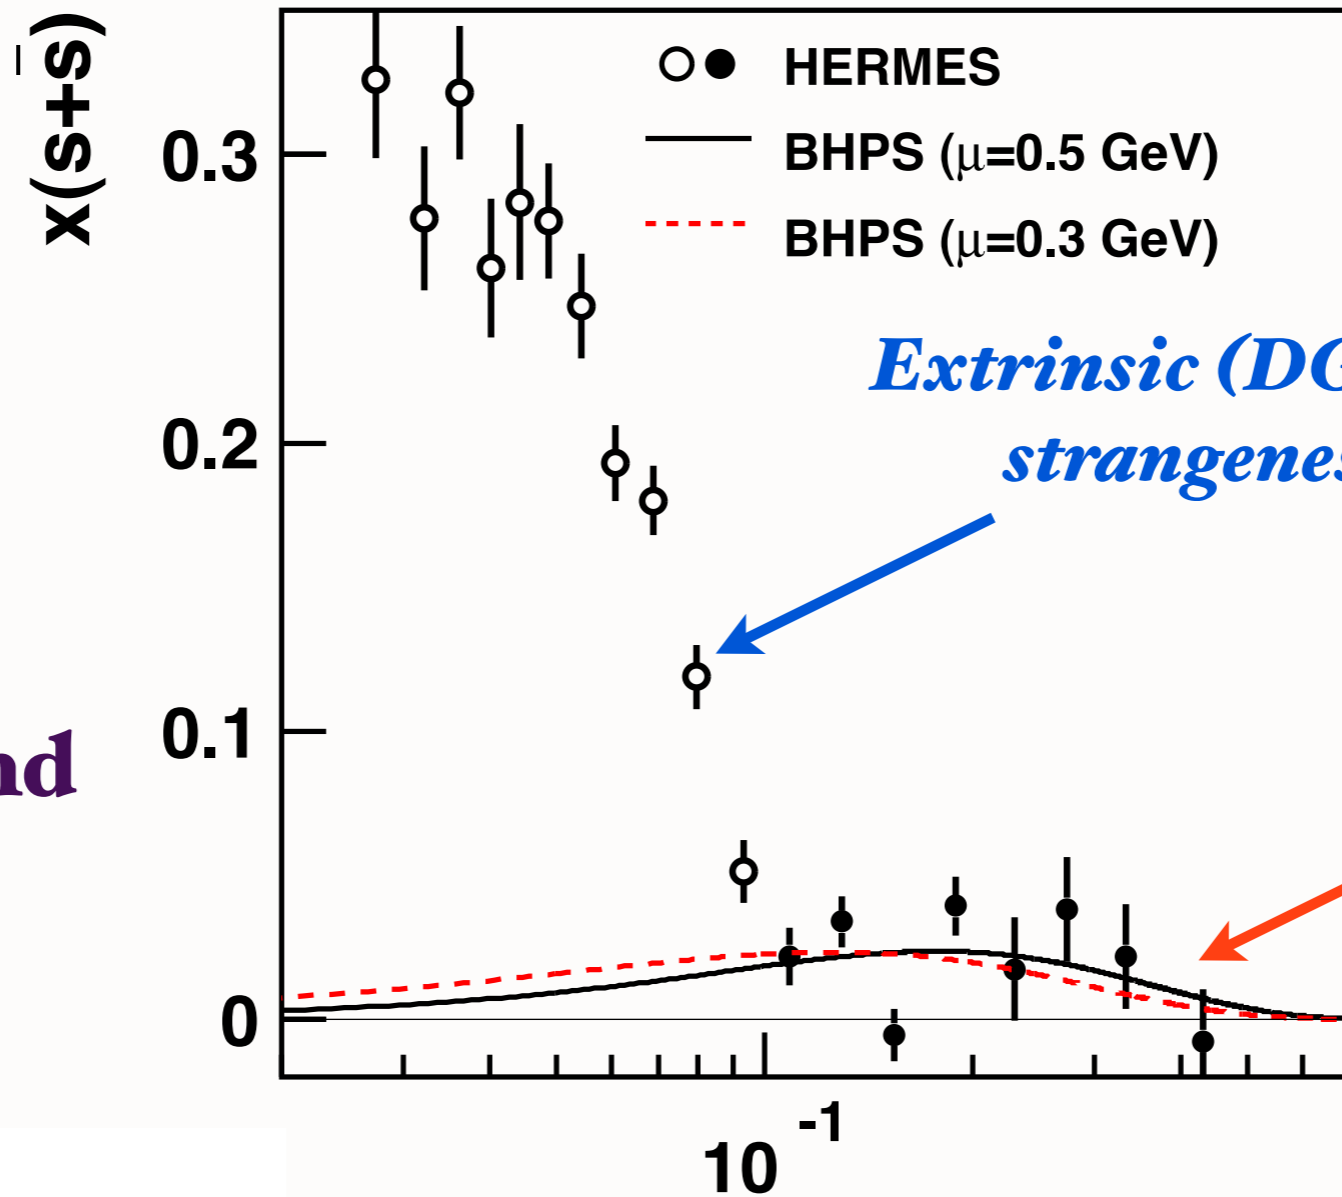 x(s+s̅)
HERMES
BHPS (μ=0.5 GeV)
BHPS (μ=0.3 GeV)
0.3
0.2
0.1
0
Extrinsic (DG
strangenes
nd
10 -1